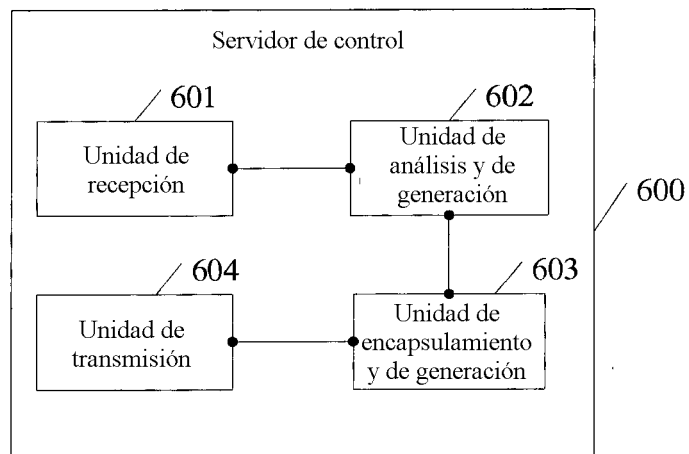 Servidor de control
601
Unidad de
recepción
602
Unidad de
análisis y de
generación
600
604
Unidad de
transmisión
603
Unidad de
encapsulamiento
y de generación